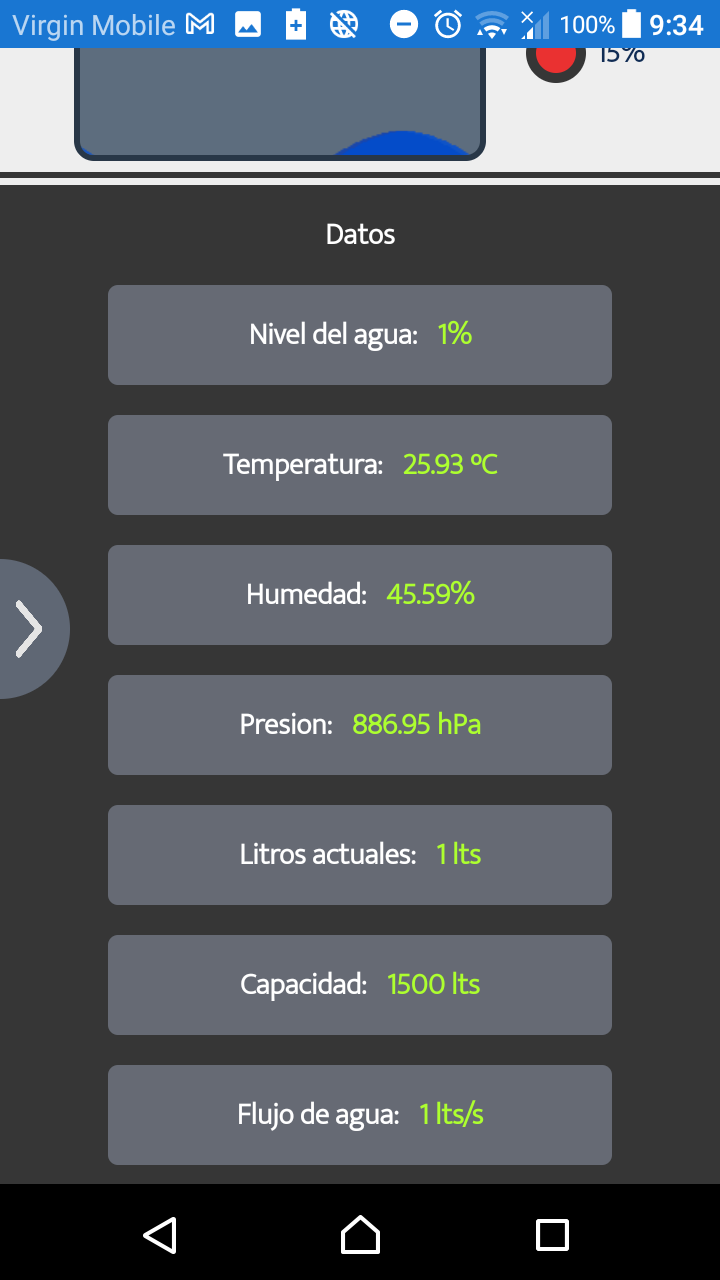 Virgin Mobile 100% 9:34
15%
Datos
Nivel del agua: 1%
Temperatura: 25.93 ºC
Humedad: 45.59%
Presion: 886.95 hPa
Litros actuales: 1 lts
Capacidad: 1500 lts
Flujo de agua: 1 lts/s